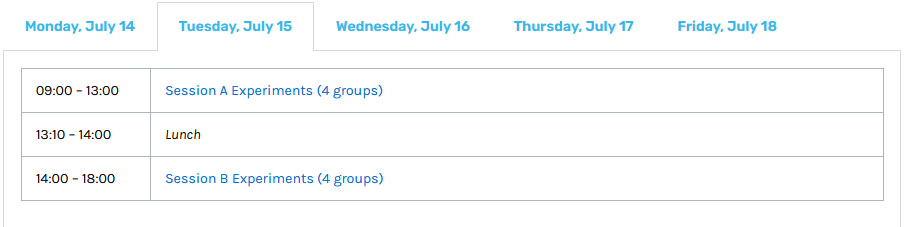 Monday, July 14 Tuesday, July 15 Wednesday, July 16 Thursday, July 17 Friday, July 18
09:00 – 13:00 Session A Experiments (4 groups)
13:10 – 14:00 Lunch
14:00 – 18:00 Session B Experiments (4 groups)